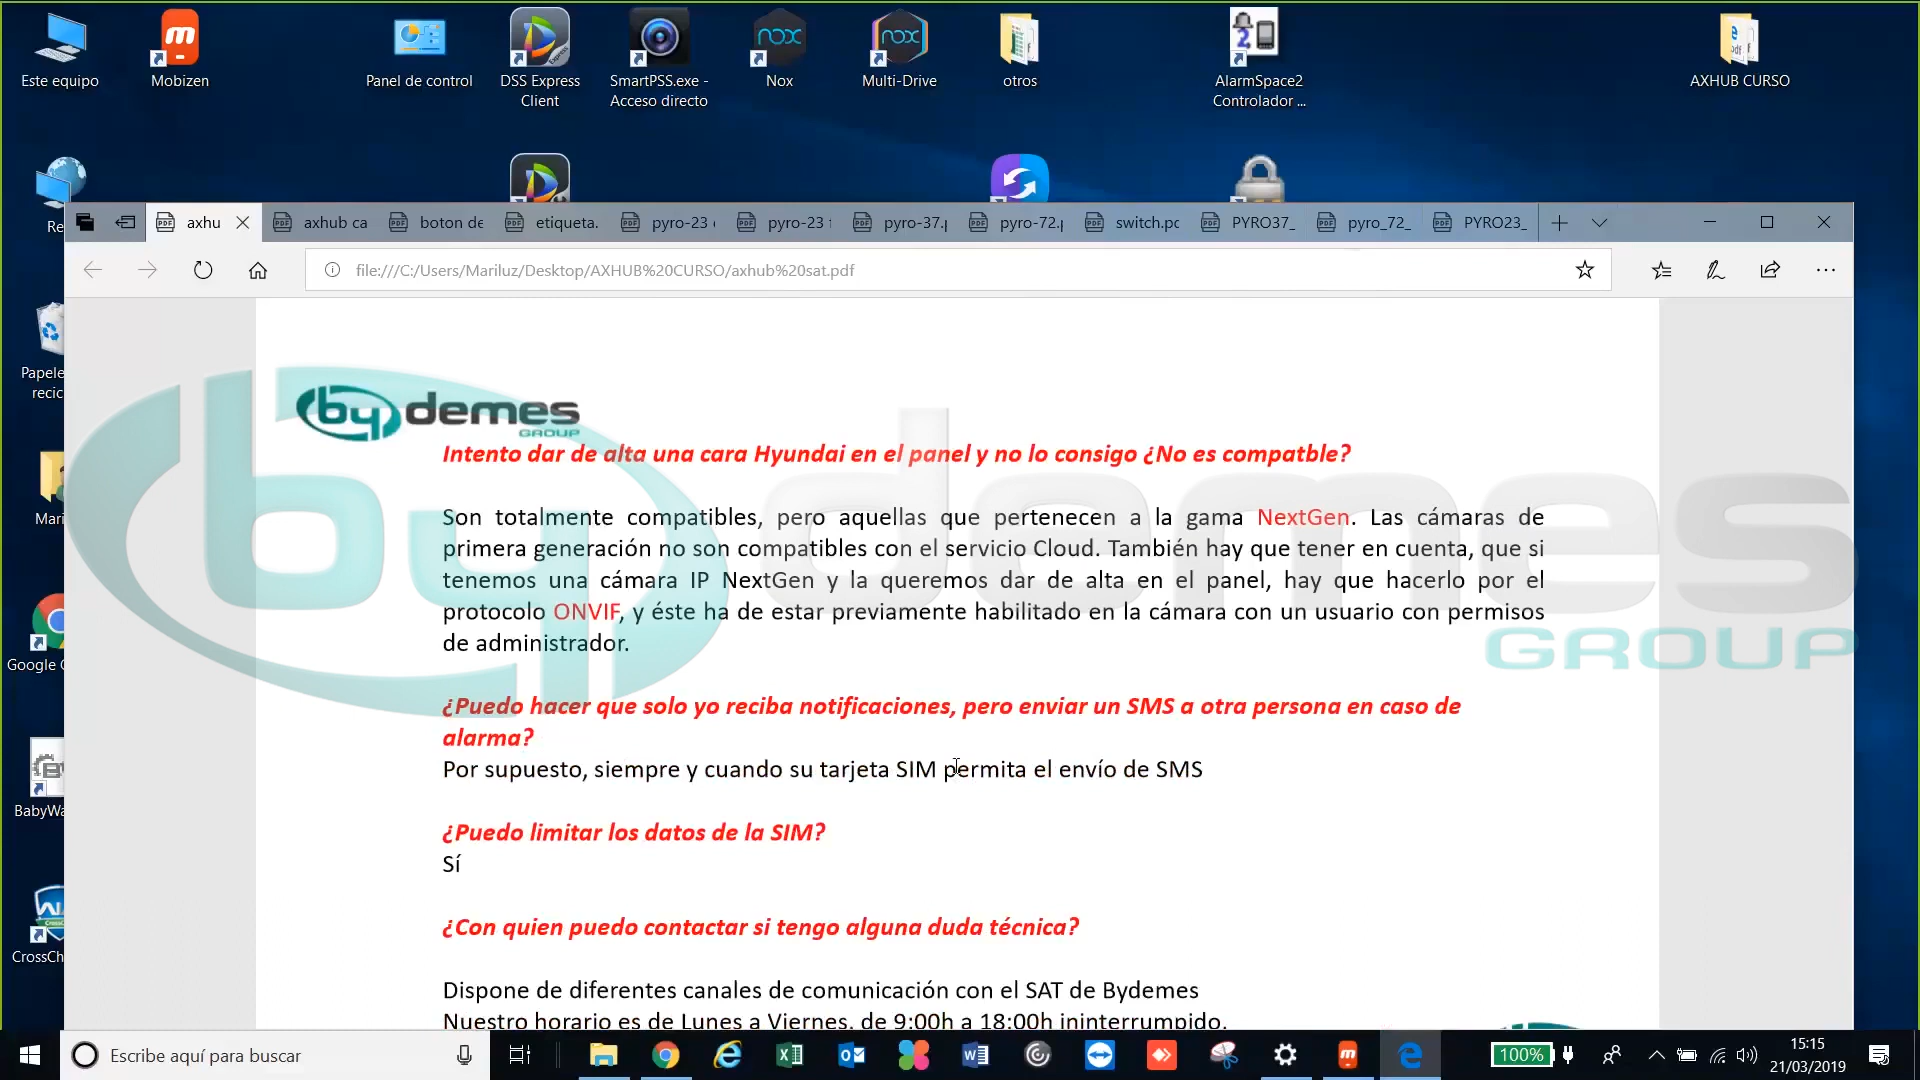 Este equipo
Mobizen
Panel de control
DSS Express
Client
SmartPSS.exe -
Acceso directo
Nox
Multi-Drive
otros
AlarmSpace2
Controlador ...
AXHUB CURSO
Re
axhu
axhub ca
boton de
etiqueta.
pyro-23
pyro-23 f
pyro-37.p
pyro-72.p
switch.pc
PYRO37_
pyro_72_
PYRO23_
file:///C:/Users/Mariluz/Desktop/AXHUB%20CURSO/axhub%20sat.pdf
Papele
recic
Mari
Google C
BabyWa
CrossCh
by demes
GROUP
by demes
GROUP
Intento dar de alta una cara Hyundai en el panel y no lo consigo ¿No es compatble?
Son totalmente compatibles, pero aquellas que pertenecen a la gama NextGen. Las cámaras de
primera generación no son compatibles con el servicio Cloud. También hay que tener en cuenta, que si
tenemos una cámara IP NextGen y la queremos dar de alta en el panel, hay que hacerlo por el
protocolo ONVIF, y éste ha de estar previamente habilitado en la cámara con un usuario con permisos
de administrador.
¿Puedo hacer que solo yo reciba notificaciones, pero enviar un SMS a otra persona en caso de
alarma?
Por supuesto, siempre y cuando su tarjeta SIM permita el envío de SMS
¿Puedo limitar los datos de la SIM?
Sí
¿Con quien puedo contactar si tengo alguna duda técnica?
Dispone de diferentes canales de comunicación con el SAT de Bydemes
Nuestro horario es de Lunes a Viernes, de 9:00h a 18:00h ininterrumpido.
Escribe aquí para buscar
100%
15:15
21/03/2019